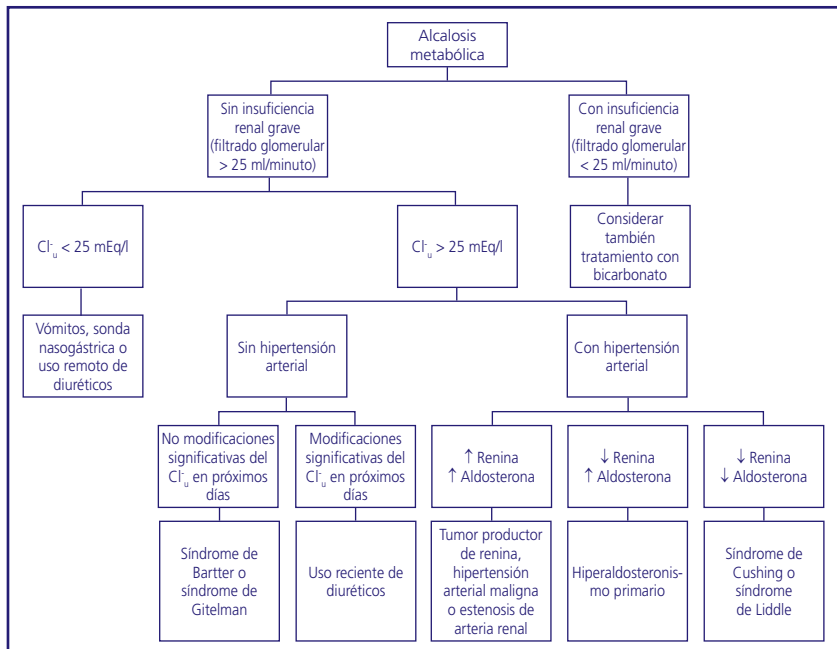 Alcalosis
metabólica
Sin insuficiencia
renal grave
(filtrado glomerular
> 25 ml/minuto)
Con insuficiencia
renal grave
(filtrado glomerular
< 25 ml/minuto)
Cl⁻u < 25 mEq/l
Cl⁻u > 25 mEq/l
Considerar
también
tratamiento con
bicarbonato
Vómitos, sonda
nasogástrica o
uso remoto de
diuréticos
Sin hipertensión
arterial
Con hipertensión
arterial
No modificaciones
significativas del
Cl⁻u en próximos
días
Modificaciones
significativas del
Cl⁻u en próximos
días
↑ Renina
↑ Aldosterona
↓ Renina
↑ Aldosterona
↓ Renina
↓ Aldosterona
Síndrome de
Bartter o
síndrome de
Gitelman
Uso reciente de
diuréticos
Tumor productor
de renina,
hipertensión
arterial maligna
o estenosis de
arteria renal
Hiperaldosteronis-
mo primario
Síndrome de
Cushing o
síndrome
de Liddle